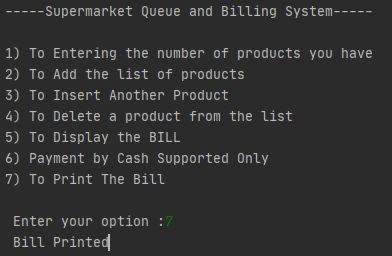 -----Supermarket Queue and Billing System-----
1) To Entering the number of products you have
2) To Add the list of products
3) To Insert Another Product
4) To Delete a product from the list
5) To Display the BILL
6) Payment by Cash Supported Only
7) To Print The Bill
Enter your option :7
Bill Printed